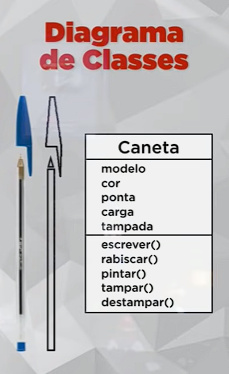 Diagrama
de Classes
Caneta
modelo
cor
ponta
carga
tampada
escrever()
rabiscar()
pintar()
tampar()
destampar()